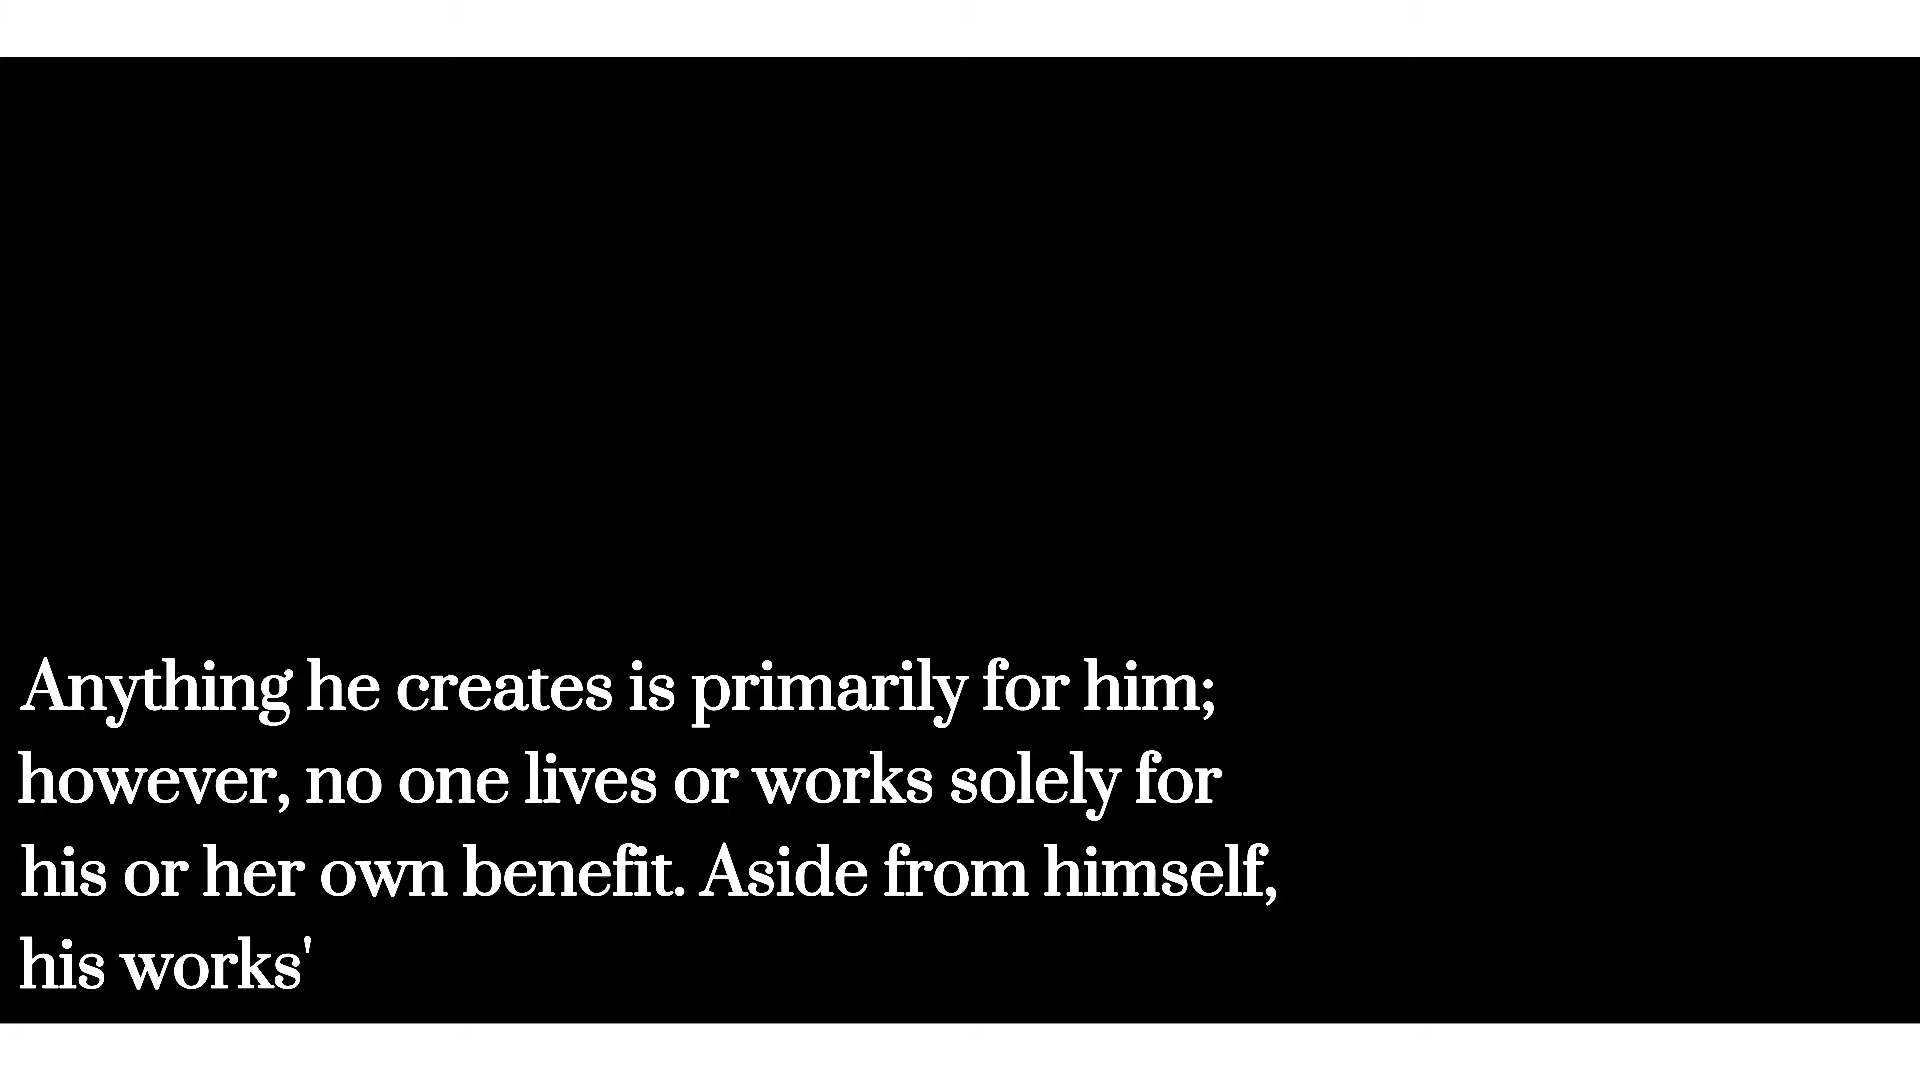 Anything he creates is primarily for him;
however, no one lives or works solely for
his or her own benefit. Aside from himself,
his works'